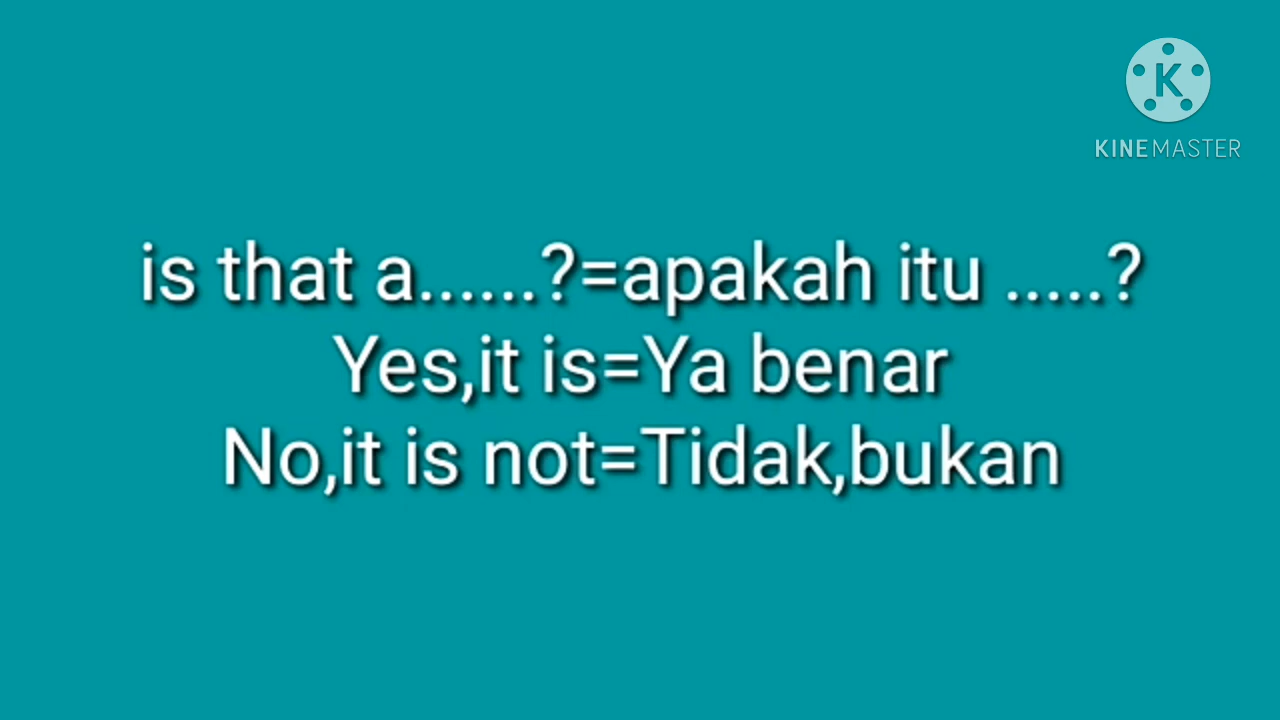 K
KINEMASTER
is that a......?=apakah itu .....?
Yes,it is=Ya benar
No,it is not=Tidak,bukan